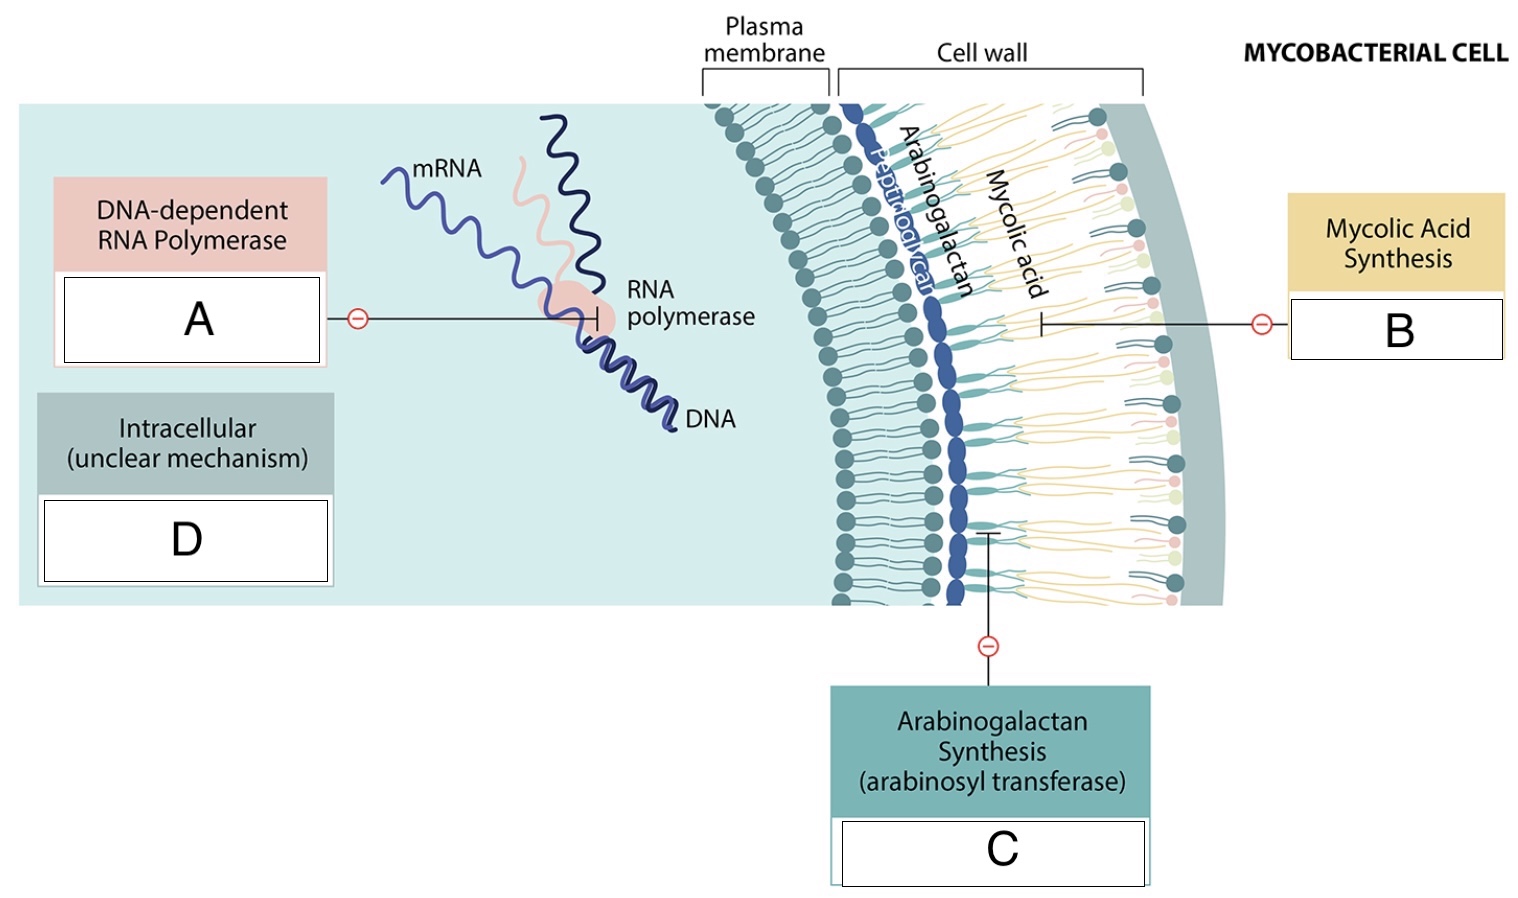 Plasma
membrane
Cell wall
MYCOBACTERIAL CELL
mRNA
DNA-dependent
RNA Polymerase
A
RNA
polymerase
DNA
Intracellular
(unclear mechanism)
D
Peptidoglycan
Arabinogalactan
Mycolic acid
Mycolic Acid
Synthesis
B
Arabinogalactan
Synthesis
(arabinosyl transferase)
C